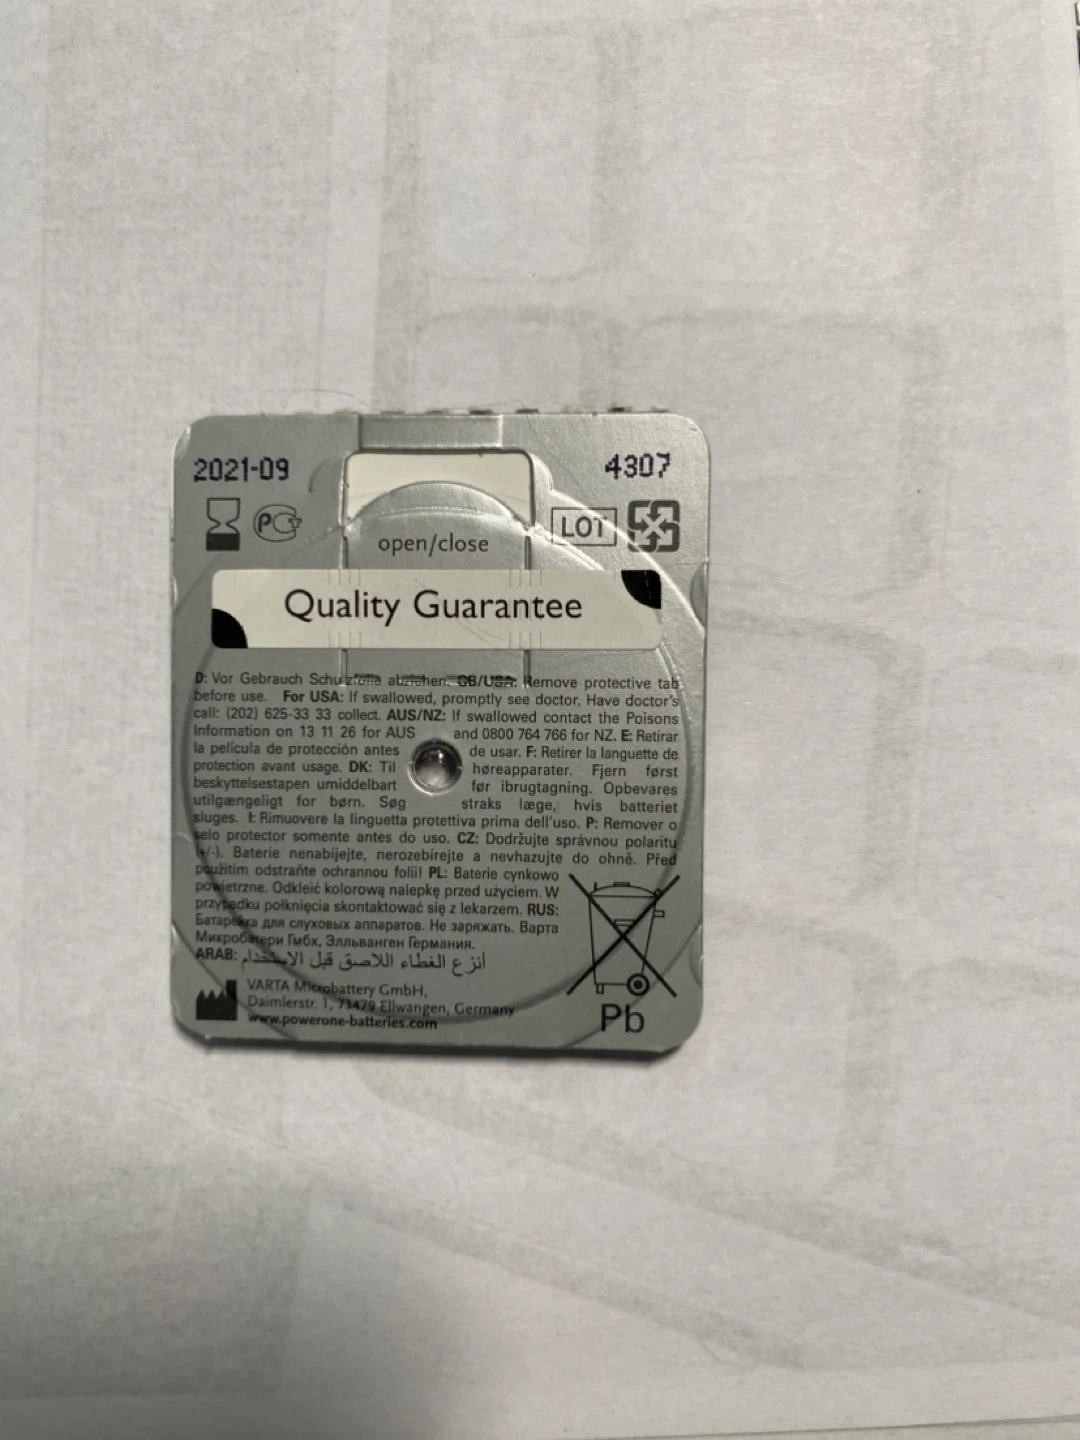 2021-09 4307
PCT LOT
open/close
Quality Guarantee
D: Vor Gebrauch Schutzfolie abziehen. GB/USA: Remove protective tab
before use. For USA: If swallowed, promptly see doctor. Have doctor's
call: (202) 625-33 33 collect. AUS/NZ: If swallowed contact the Poisons
Information on 13 11 26 for AUS and 0800 764 766 for NZ. E: Retirar
la película de protección antes de usar. F: Retirer la languette de
protection avant usage. DK: Til høreapparater. Fjern først
beskyttelsestapen umiddelbart før ibrugtagning. Opbevares
utilgængeligt for børn. Søg straks læge, hvis batteriet
sluges. I: Rimuovere la linguetta protettiva prima dell'uso. P: Remover o
selo protector somente antes do uso. CZ: Dodržujte správnou polaritu
(+/-). Baterie nenabíjejte, nerozebírejte a nevhazujte do ohně. Před
použitím odstraňte ochrannou folii! PL: Baterie cynkowo
powietrzne. Odkleić kolorową nalepkę przed użyciem. W
przypadku połknięcia skontaktować się z lekarzem. RUS:
Батарейка для слуховых аппаратов. Не заряжать. Варта
Микробатери Гмбх, Элльванген Германия.
ARAB: أنزع الغطاء اللاصق قبل الاستخدام
VARTA Microbattery GmbH,
Daimlerstr. 1, 73479 Ellwangen, Germany
www.powerone-batteries.com
Pb